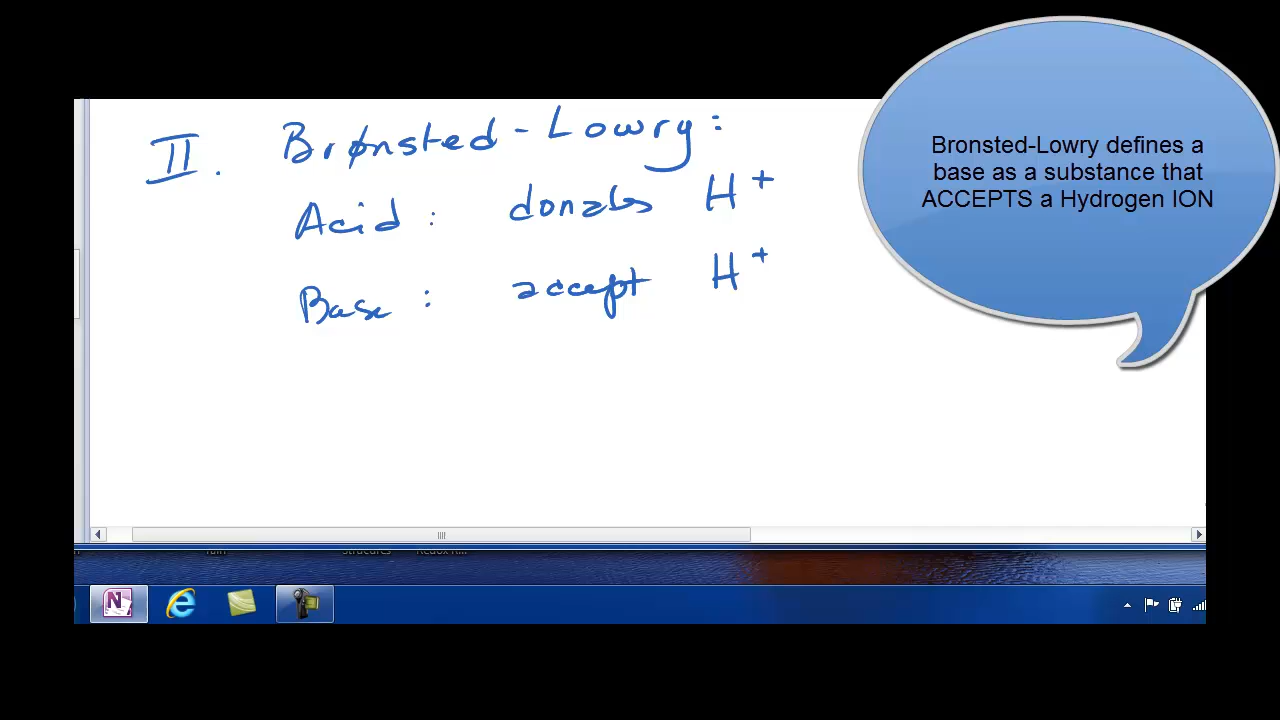 II. Brønsted-Lowry:
Acid: donates H+
Base: accept H+
Bronsted-Lowry defines a
base as a substance that
ACCEPTS a Hydrogen ION